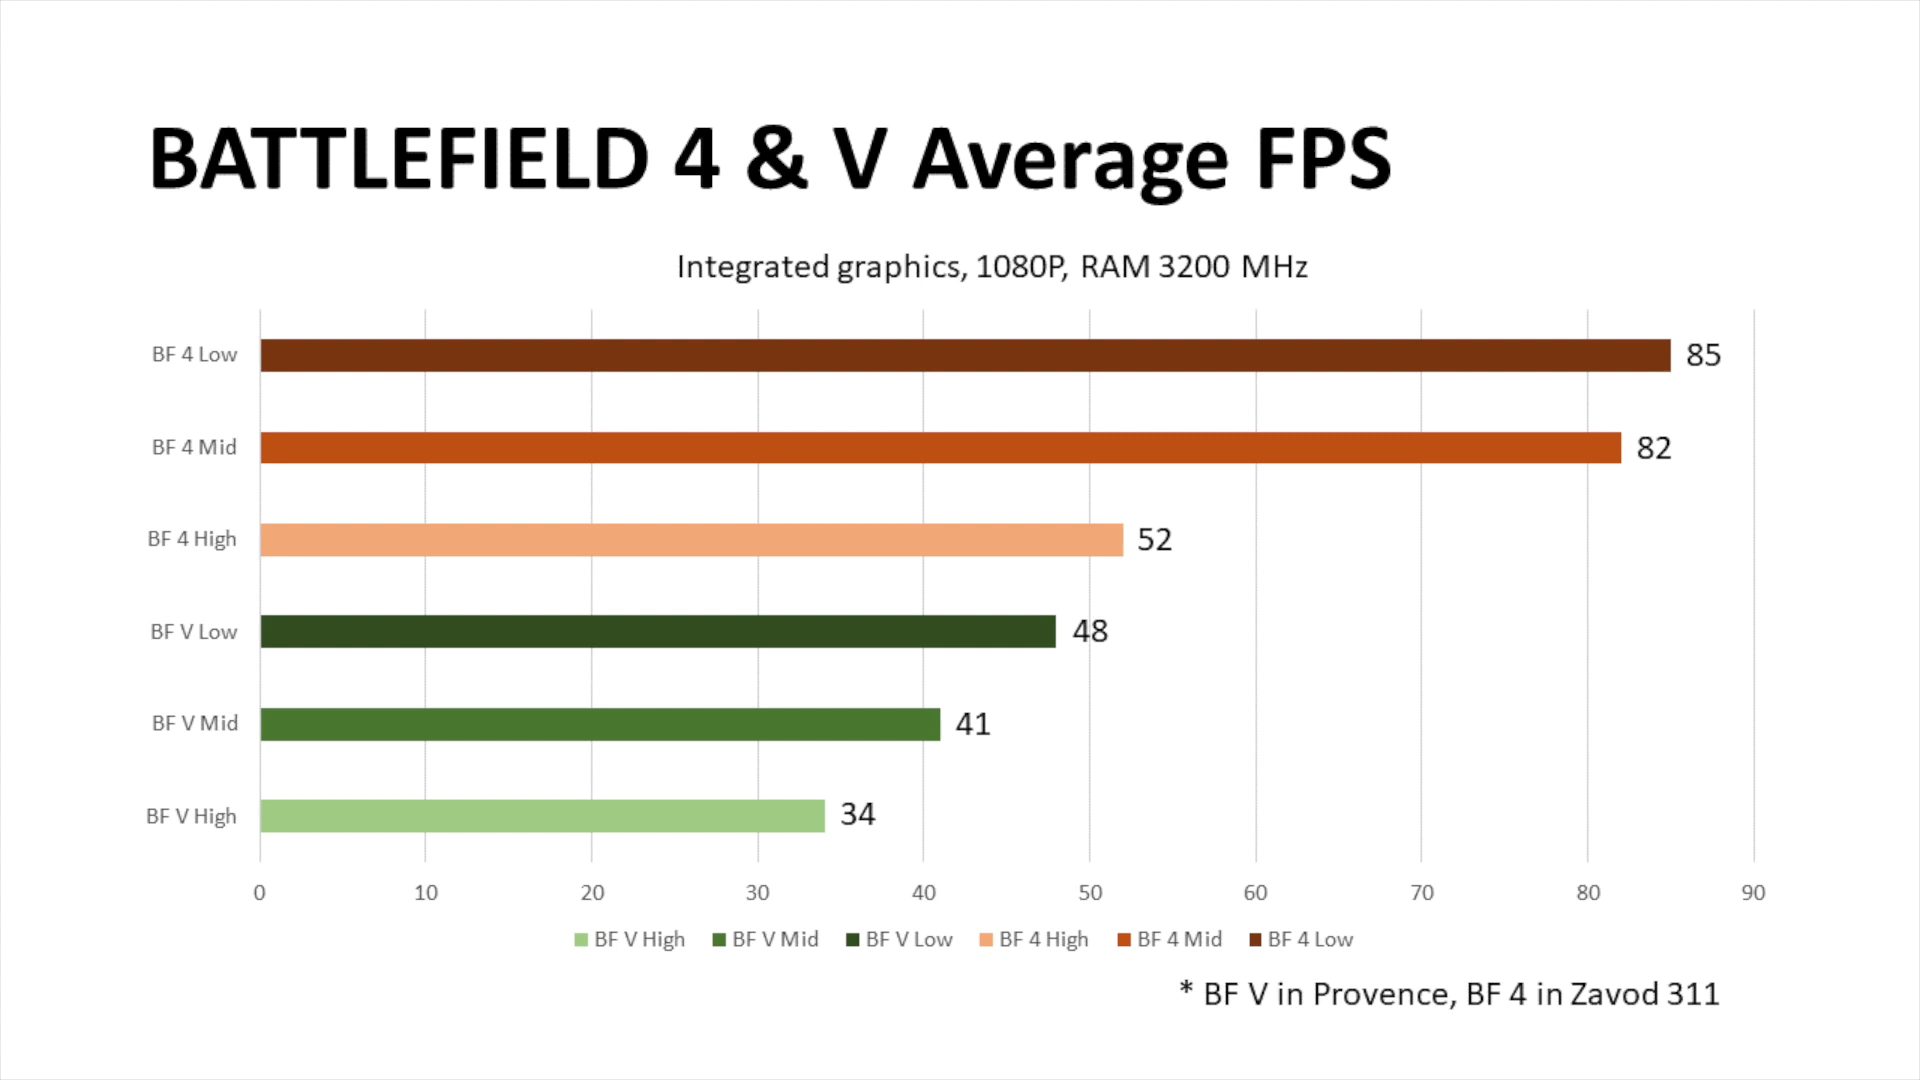 BATTLEFIELD 4 & V Average FPS
Integrated graphics, 1080P, RAM 3200 MHz
BF 4 Low 85
BF 4 Mid 82
BF 4 High 52
BF V Low 48
BF V Mid 41
BF V High 34
0 10 20 30 40 50 60 70 80 90
BF V High BF V Mid BF V Low BF 4 High BF 4 Mid BF 4 Low
* BF V in Provence, BF 4 in Zavod 311